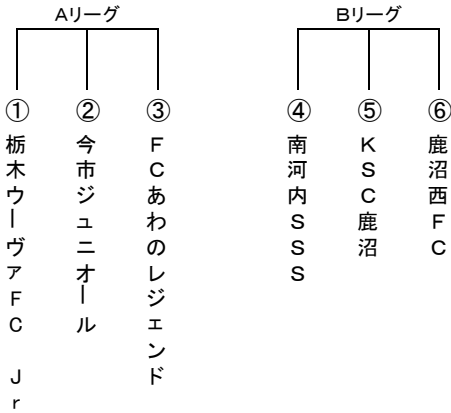 Aリーグ
Bリーグ
①
②
③
④
⑤
⑥
栃木ウーヴァFC Jr
今市ジュニオール
FCあわのレジェンド
南河内SSS
KSC鹿沼
鹿沼西FC